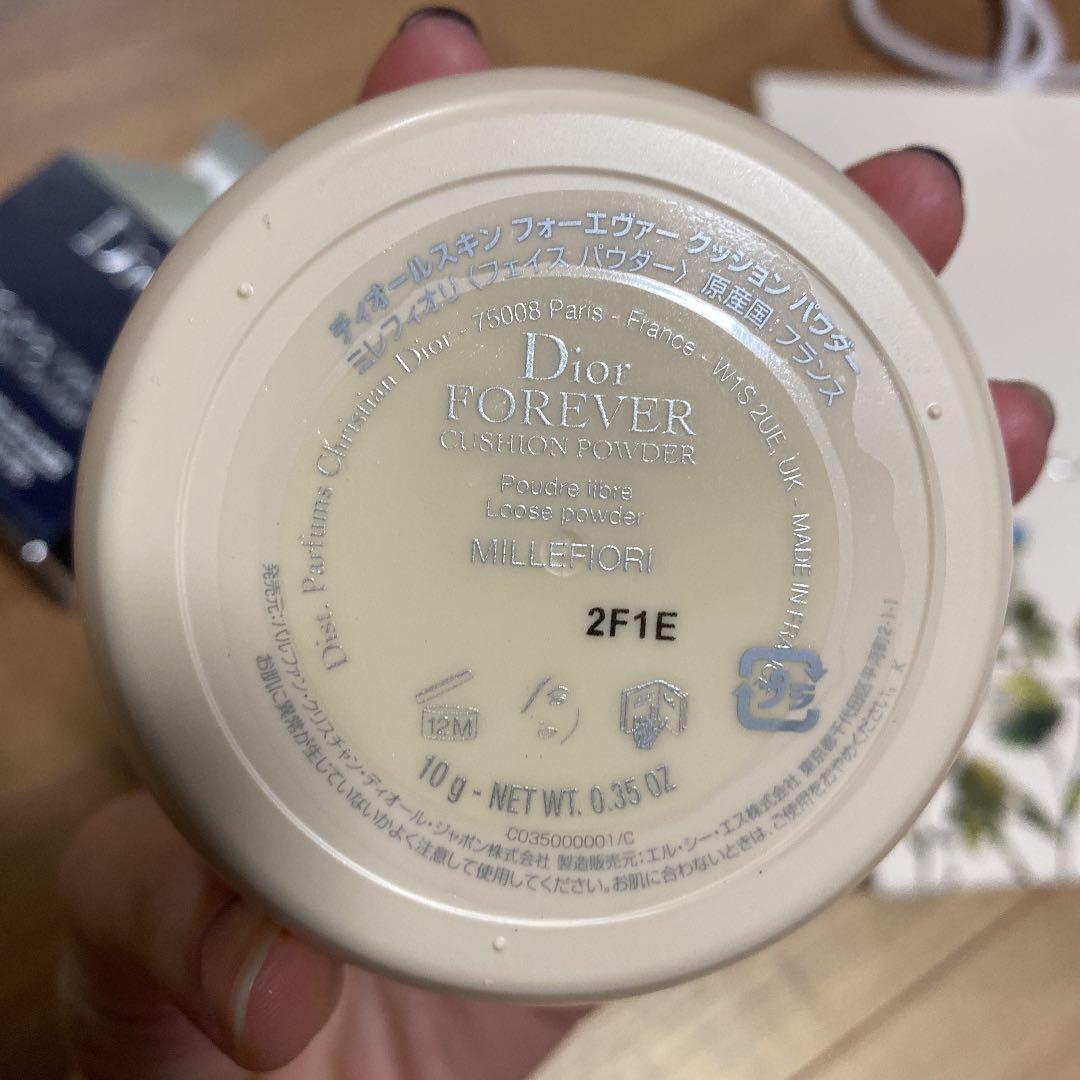 ディオールスキン フォーエヴァー クッション パウダー
ミレフィオリ〈フェイス パウダー〉 原産国:フランス
Dist. Parfums Christian Dior - 75008 Paris - France - W1S 2UE, UK - MADE IN FRANCE
Dior
FOREVER
CUSHION POWDER
Poudre libre
Loose powder
MILLEFIORI
2F1E
12M
プラ
10 g - NET WT. 0.35 OZ
C035000001/C
発売元:パルファン・クリスチャン・ディオール・ジャポン株式会社 製造販売元:エル・シー・エス株式会社 東京都千代田区平河町2-1-1
お肌に異常が生じていないかよく注意して使用してください。お肌に合わないときは、ご使用をおやめください。 K